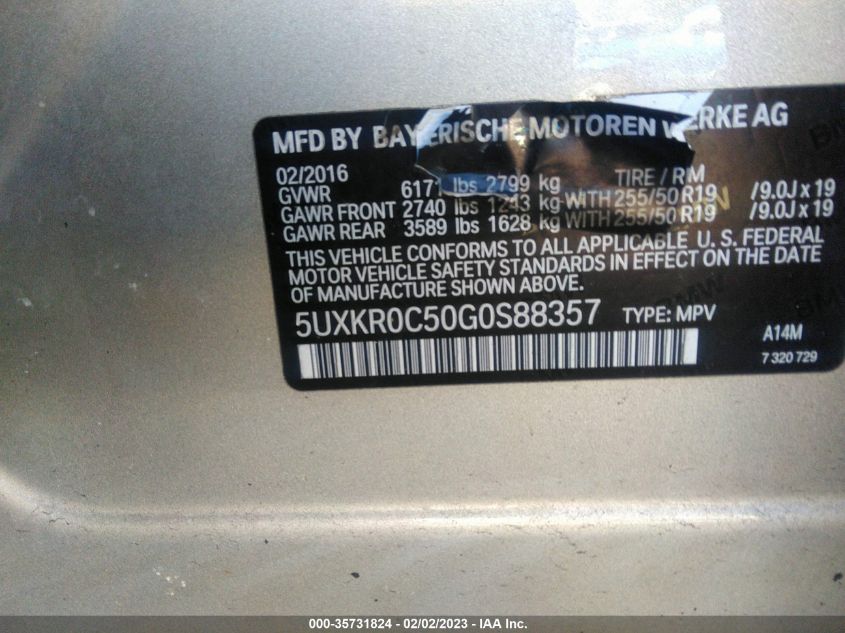 MFD BY BAYERISCHE MOTOREN WERKE AG
02/2016 TIRE / RIM
GVWR 6171 lbs 2799 kg
GAWR FRONT 2740 lbs 1243 kg WITH 255/50 R19 /9.0J x 19
GAWR REAR 3589 lbs 1628 kg WITH 255/50 R19 /9.0J x 19
THIS VEHICLE CONFORMS TO ALL APPLICABLE U. S. FEDERAL
MOTOR VEHICLE SAFETY STANDARDS IN EFFECT ON THE DATE
OF MANUFACTURE SHOWN ABOVE.
5UXKR0C50G0S88357 TYPE: MPV
A14M
7 320 729
000-35731824 - 02/02/2023 - IAA Inc.